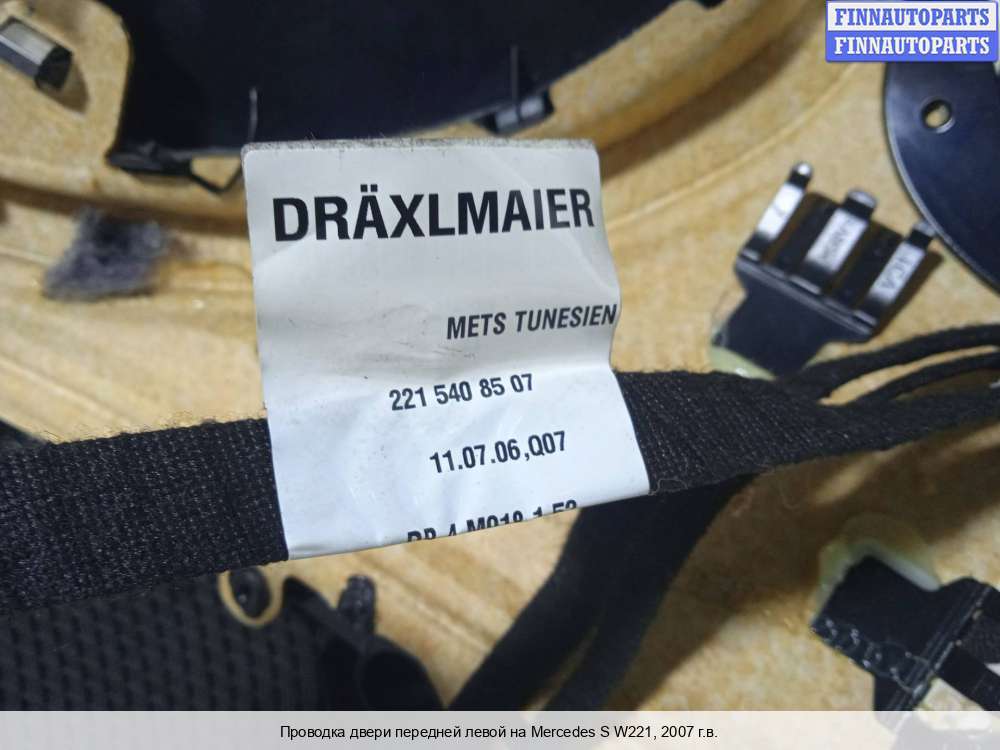 FINNAUTOPARTS
FINNAUTOPARTS
DRÄXLMAIER
METS TUNESIEN
221 540 85 07
11.07.06,Q07
Проводка двери передней левой на Mercedes S W221, 2007 г.в.